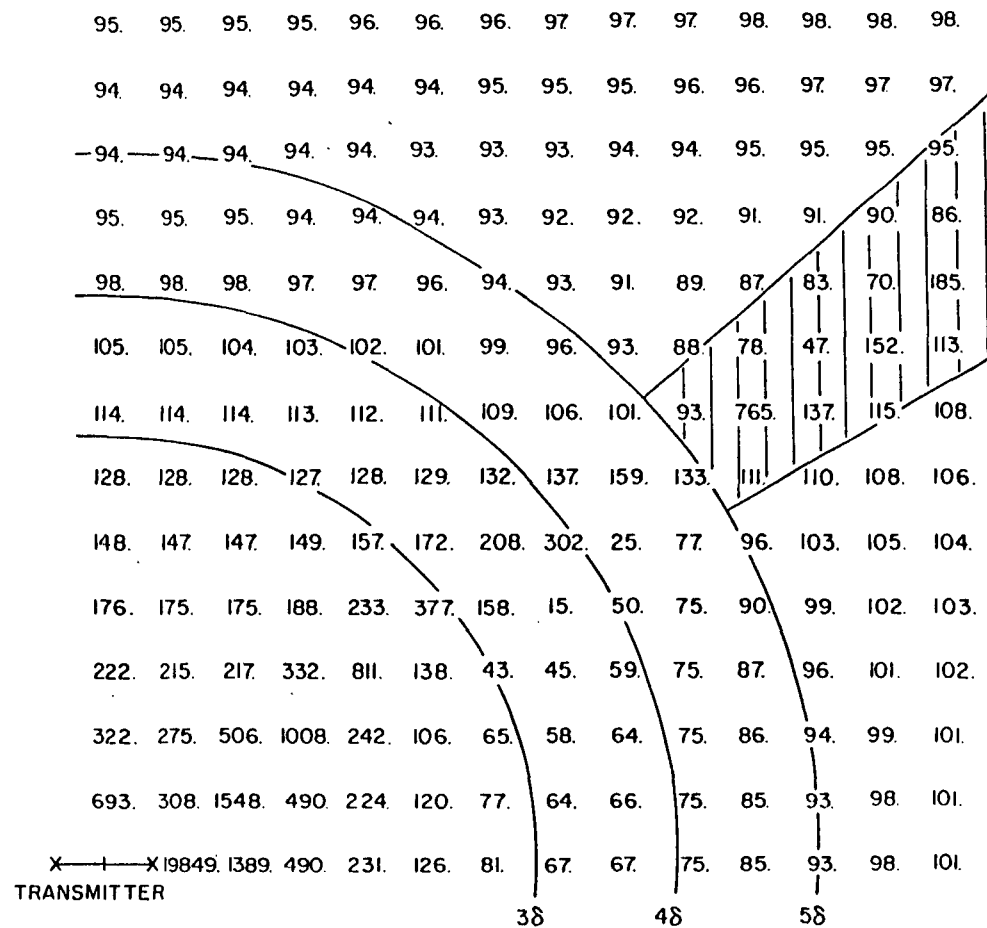 95. 95. 95. 95. 96. 96. 96. 97. 97. 97. 98. 98. 98. 98.
94. 94. 94. 94. 94. 94. 95. 95. 95. 96. 96. 97. 97. 97.
94. 94. 94. 94. 94. 93. 93. 93. 94. 94. 95. 95. 95. 95.
95. 95. 95. 94. 94. 94. 93. 92. 92. 92. 91. 91. 90. 86.
98. 98. 98. 97. 97. 96. 94. 93. 91. 89. 87. 83. 70. 185.
105. 105. 104. 103. 102. 101. 99. 96. 93. 88. 78. 47. 152. 113.
114. 114. 114. 113. 112. 111. 109. 106. 101. 93. 765. 137. 115. 108.
128. 128. 128. 127. 128. 129. 132. 137. 159. 133. 111. 110. 108. 106.
148. 147. 147. 149. 157. 172. 208. 302. 25. 77. 96. 103. 105. 104.
176. 175. 175. 188. 233. 377. 158. 15. 50. 75. 90. 99. 102. 103.
222. 215. 217. 332. 811. 138. 43. 45. 59. 75. 87. 96. 101. 102.
322. 275. 506. 1008. 242. 106. 65. 58. 64. 75. 86. 94. 99. 101.
693. 308. 1548. 490. 224. 120. 77. 64. 66. 75. 85. 93. 98. 101.
X X 19849. 1389. 490. 231. 126. 81. 67. 67. 75. 85. 93. 98. 101.
TRANSMITTER
3δ 4δ 5δ